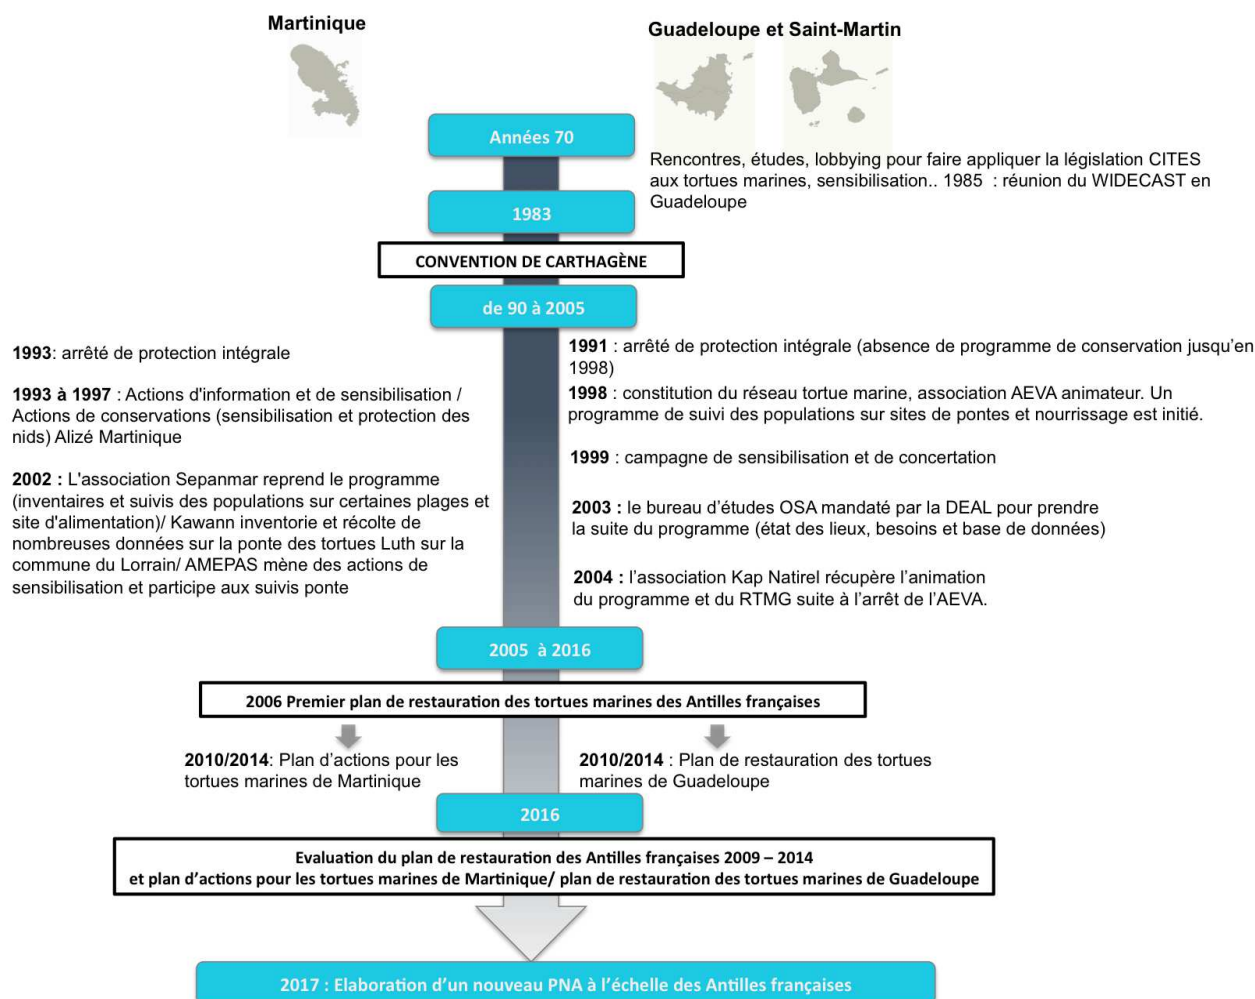 Martinique
Guadeloupe et Saint-Martin
Années 70
Rencontres, études, lobbying pour faire appliquer la législation CITES
aux tortues marines, sensibilisation.. 1985 : réunion du WIDECAST en
Guadeloupe
1983
CONVENTION DE CARTHAGÈNE
de 90 à 2005
1993: arrêté de protection intégrale
1993 à 1997 : Actions d'information et de sensibilisation /
Actions de conservations (sensibilisation et protection des
nids) Alizé Martinique
2002 : L'association Sepanmar reprend le programme
(inventaires et suivis des populations sur certaines plages et
site d'alimentation)/ Kawann inventorie et récolte de
nombreuses données sur la ponte des tortues Luth sur la
commune du Lorrain/ AMEPAS mène des actions de
sensibilisation et participe aux suivis ponte
1991 : arrêté de protection intégrale (absence de programme de conservation jusqu'en
1998)
1998 : constitution du réseau tortue marine, association AEVA animateur. Un
programme de suivi des populations sur sites de pontes et nourrissage est initié.
1999 : campagne de sensibilisation et de concertation
2003 : le bureau d'études OSA mandaté par la DEAL pour prendre
la suite du programme (état des lieux, besoins et base de données)
2004 : l'association Kap Natirel récupère l'animation
du programme et du RTMG suite à l'arrêt de l'AEVA.
2005 à 2016
2006 Premier plan de restauration des tortues marines des Antilles françaises
2010/2014: Plan d'actions pour les
tortues marines de Martinique
2010/2014 : Plan de restauration des tortues
marines de Guadeloupe
2016
Evaluation du plan de restauration des Antilles françaises 2009 – 2014
et plan d'actions pour les tortues marines de Martinique/ plan de restauration des tortues marines de Guadeloupe
2017 : Elaboration d'un nouveau PNA à l'échelle des Antilles françaises